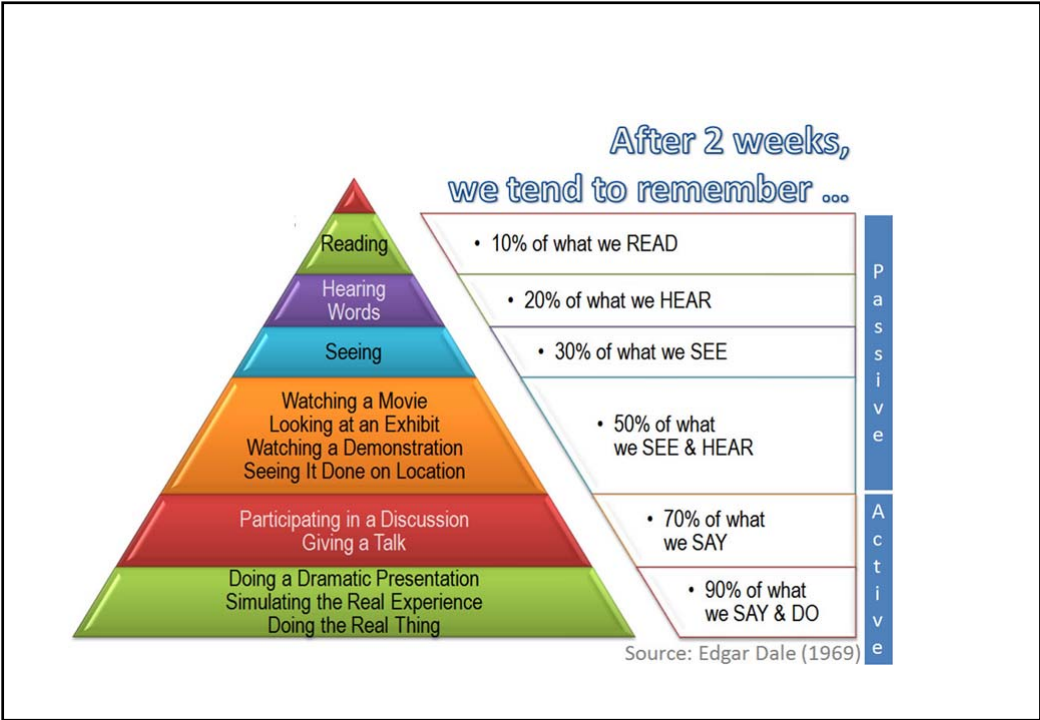 After 2 weeks,
we tend to remember ...
Reading
• 10% of what we READ
Hearing
Words
• 20% of what we HEAR
Seeing
• 30% of what we SEE
Watching a Movie
Looking at an Exhibit
Watching a Demonstration
Seeing It Done on Location
• 50% of what
we SEE & HEAR
Participating in a Discussion
Giving a Talk
• 70% of what
we SAY
Doing a Dramatic Presentation
Simulating the Real Experience
Doing the Real Thing
• 90% of what
we SAY & DO
Passive
Active
Source: Edgar Dale (1969)